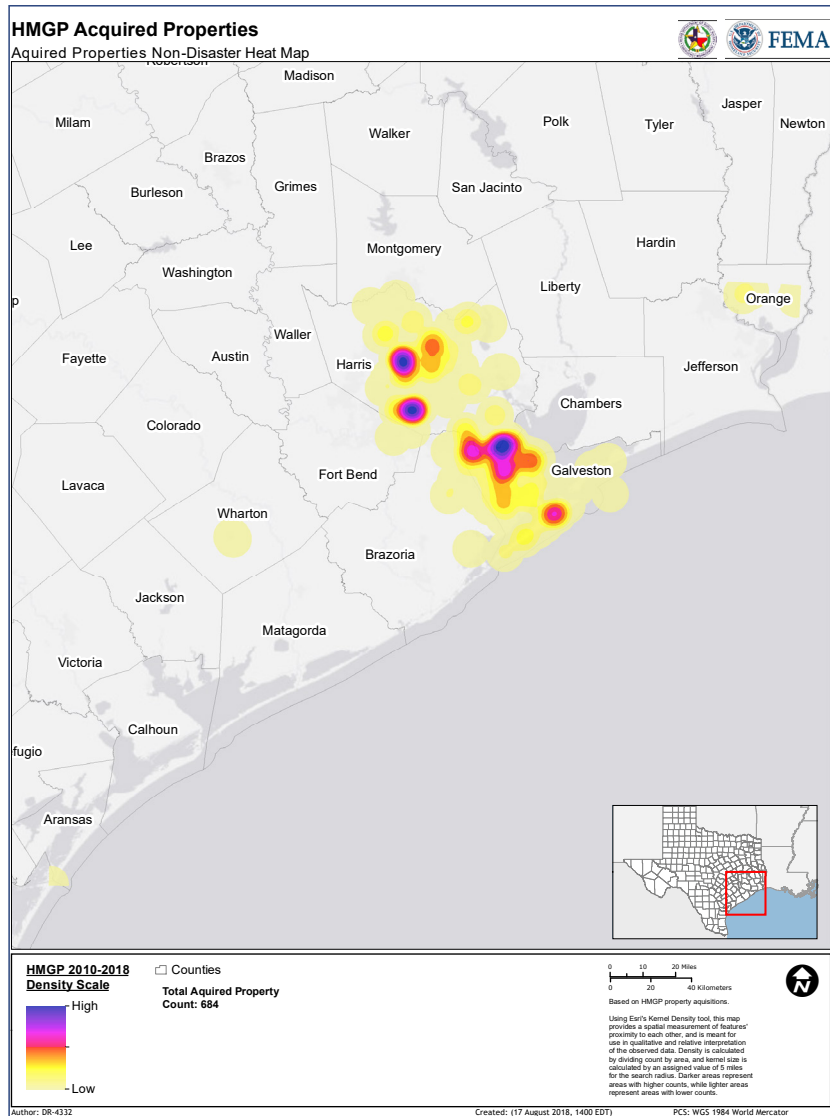 HMGP Acquired Properties
Aquired Properties Non-Disaster Heat Map
FEMA
Robertson
Madison
Jasper
Polk
Milam
Tyler
Newton
Walker
Brazos
Grimes
San Jacinto
Burleson
Hardin
Lee
Montgomery
Washington
Liberty
p
Orange
Waller
Austin
Fayette
Harris
Jefferson
Chambers
Colorado
Galveston
Fort Bend
Lavaca
Wharton
Brazoria
Jackson
Matagorda
Victoria
Calhoun
efugio
Aransas
HMGP 2010-2018
Density Scale
High
Low
Counties
Total Aquired Property
Count: 684
0 10 20 Miles
0 20 40 Kilometers
Based on HMGP property aquisitions.
Using Esri's Kernel Density tool, this map
provides a spatial measurement of features'
proximity to each other, and is meant for
use in qualitative and relative interpretation
of the observed data. Density is calculated
by dividing count by area, and kernel size is
calculated by an assigned value of 5 miles
for the search radius. Darker areas represent
areas with higher counts, while lighter areas
represent areas with lower counts.
N
Author: DR-4332
Created: (17 August 2018, 1400 EDT)
PCS: WGS 1984 World Mercator